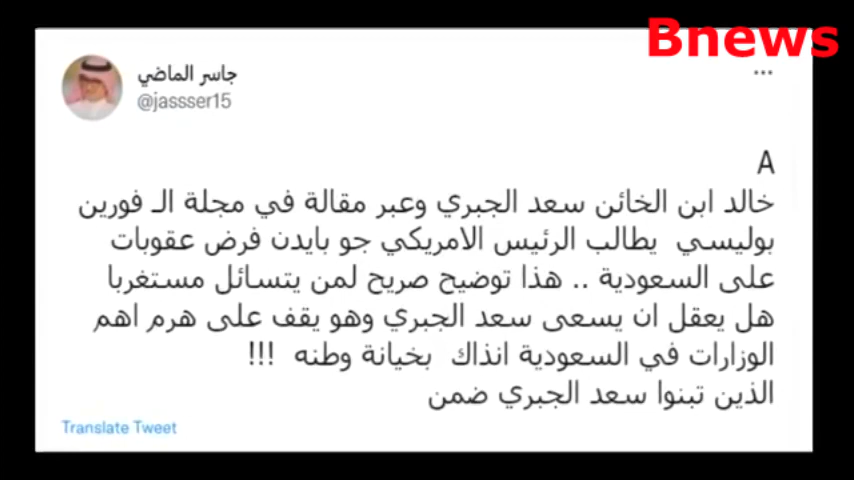 Bnews
جاسر الماضي
@jassser15
...
A
خالد ابن الخائن سعد الجبري وعبر مقالة في مجلة الـ فورين
بوليسي يطالب الرئيس الامريكي جو بايدن فرض عقوبات
على السعودية .. هذا توضيح صريح لمن يتسائل مستغربا
هل يعقل ان يسعى سعد الجبري وهو يقف على هرم اهم
الوزارات في السعودية انذاك بخيانة وطنه !!!
الذين تبنوا سعد الجبري ضمن
Translate Tweet